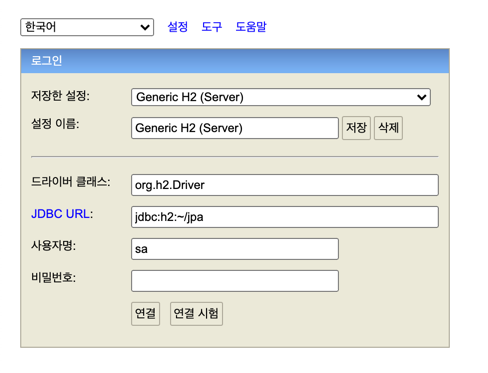 한국어 설정 도구 도움말
로그인
저장한 설정: Generic H2 (Server)
설정 이름: Generic H2 (Server) 저장 삭제
드라이버 클래스: org.h2.Driver
JDBC URL: jdbc:h2:~/jpa
사용자명: sa
비밀번호:
연결 연결 시험